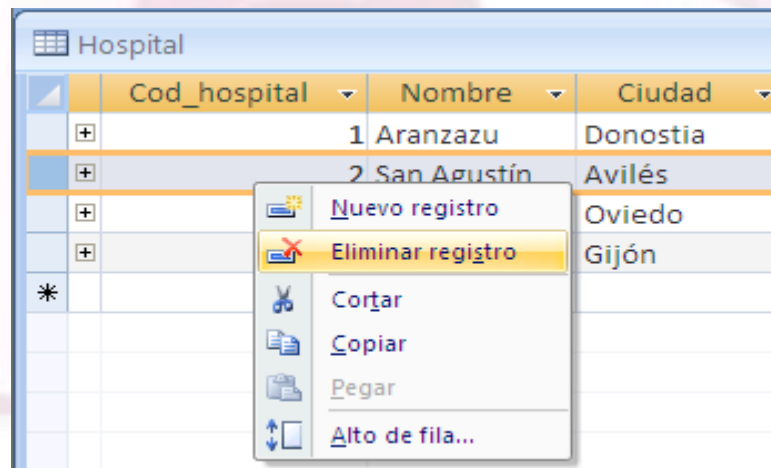 Hospital
Cod_hospital Nombre Ciudad
1 Aranzazu Donostia
2 San Agustín Avilés
Nuevo registro Oviedo
Eliminar registro Gijón
*
Cortar
Copiar
Pegar
Alto de fila...